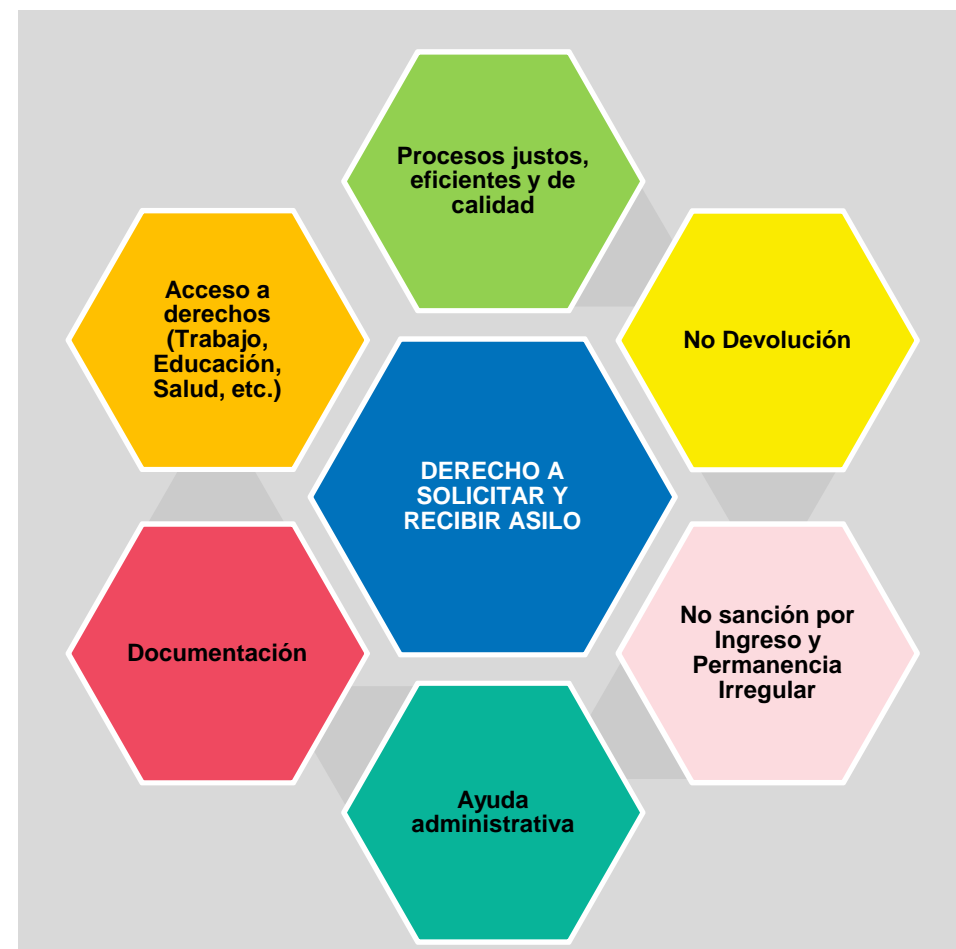 Procesos justos,
eficientes y de
calidad
Acceso a
derechos
(Trabajo,
Educación,
Salud, etc.)
No Devolución
DERECHO A
SOLICITAR Y
RECIBIR ASILO
Documentación
No sanción por
Ingreso y
Permanencia
Irregular
Ayuda
administrativa